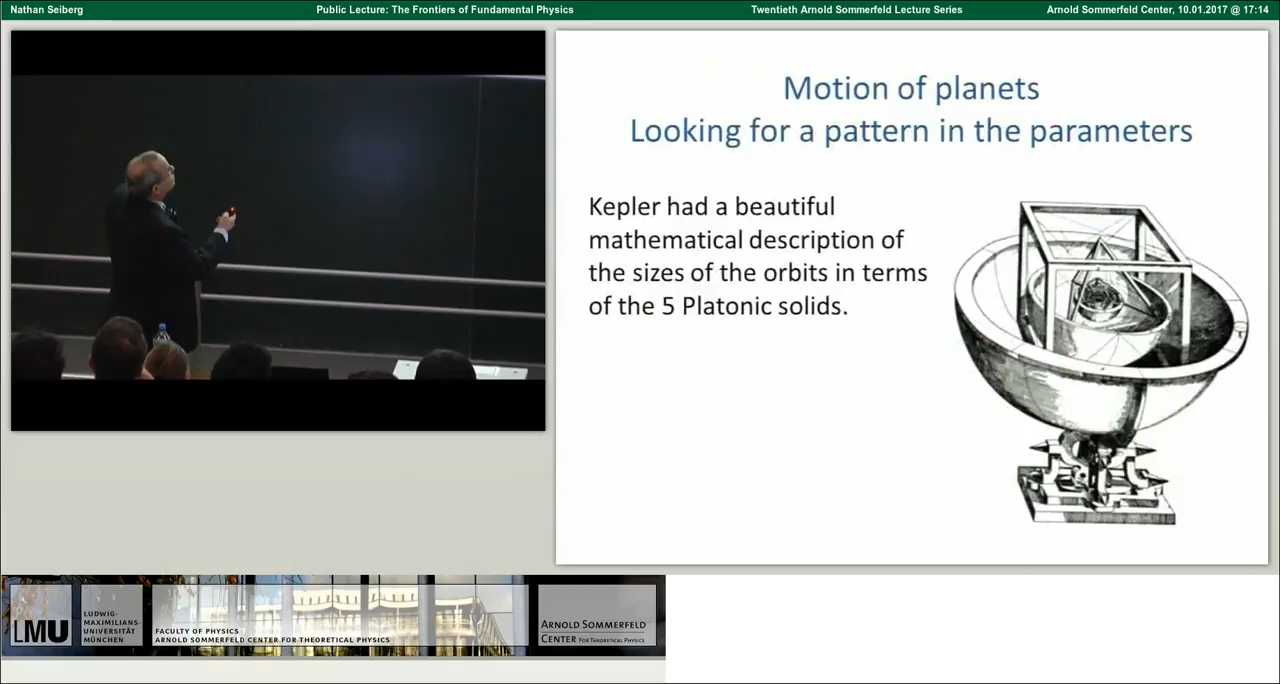 Nathan Seiberg
Public Lecture: The Frontiers of Fundamental Physics
Twentieth Arnold Sommerfeld Lecture Series
Arnold Sommerfeld Center, 10.01.2017 @ 17:14
Motion of planets
Looking for a pattern in the parameters
Kepler had a beautiful
mathematical description of
the sizes of the orbits in terms
of the 5 Platonic solids.
LMU
LUDWIG-
MAXIMILIANS-
UNIVERSITÄT
MÜNCHEN
FACULTY OF PHYSICS
ARNOLD SOMMERFELD CENTER FOR THEORETICAL PHYSICS
ARNOLD SOMMERFELD
CENTER FOR THEORETICAL PHYSICS